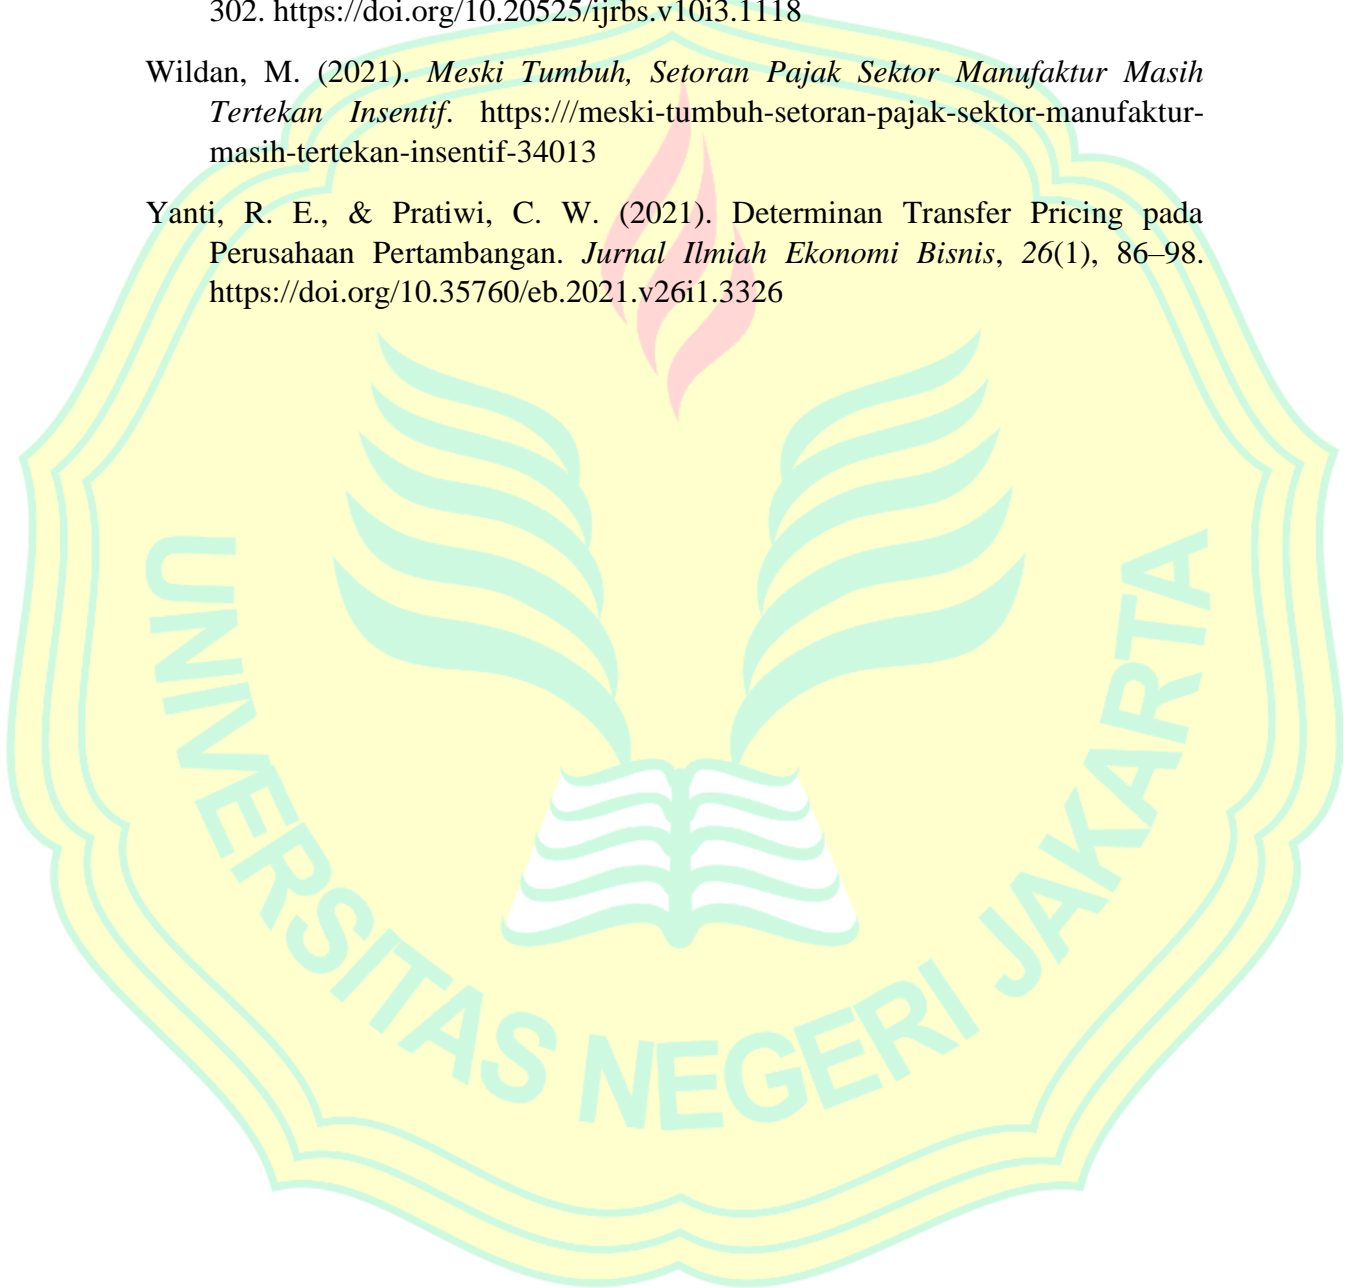 302. https://doi.org/10.20525/ijrbs.v10i3.1118
Wildan, M. (2021). Meski Tumbuh, Setoran Pajak Sektor Manufaktur Masih
Tertekan Insentif. https:///meski-tumbuh-setoran-pajak-sektor-manufaktur-
masih-tertekan-insentif-34013
Yanti, R. E., & Pratiwi, C. W. (2021). Determinan Transfer Pricing pada
Perusahaan Pertambangan. Jurnal Ilmiah Ekonomi Bisnis, 26(1), 86–98.
https://doi.org/10.35760/eb.2021.v26i1.3326
UNIVERSITAS NEGERI JAKARTA